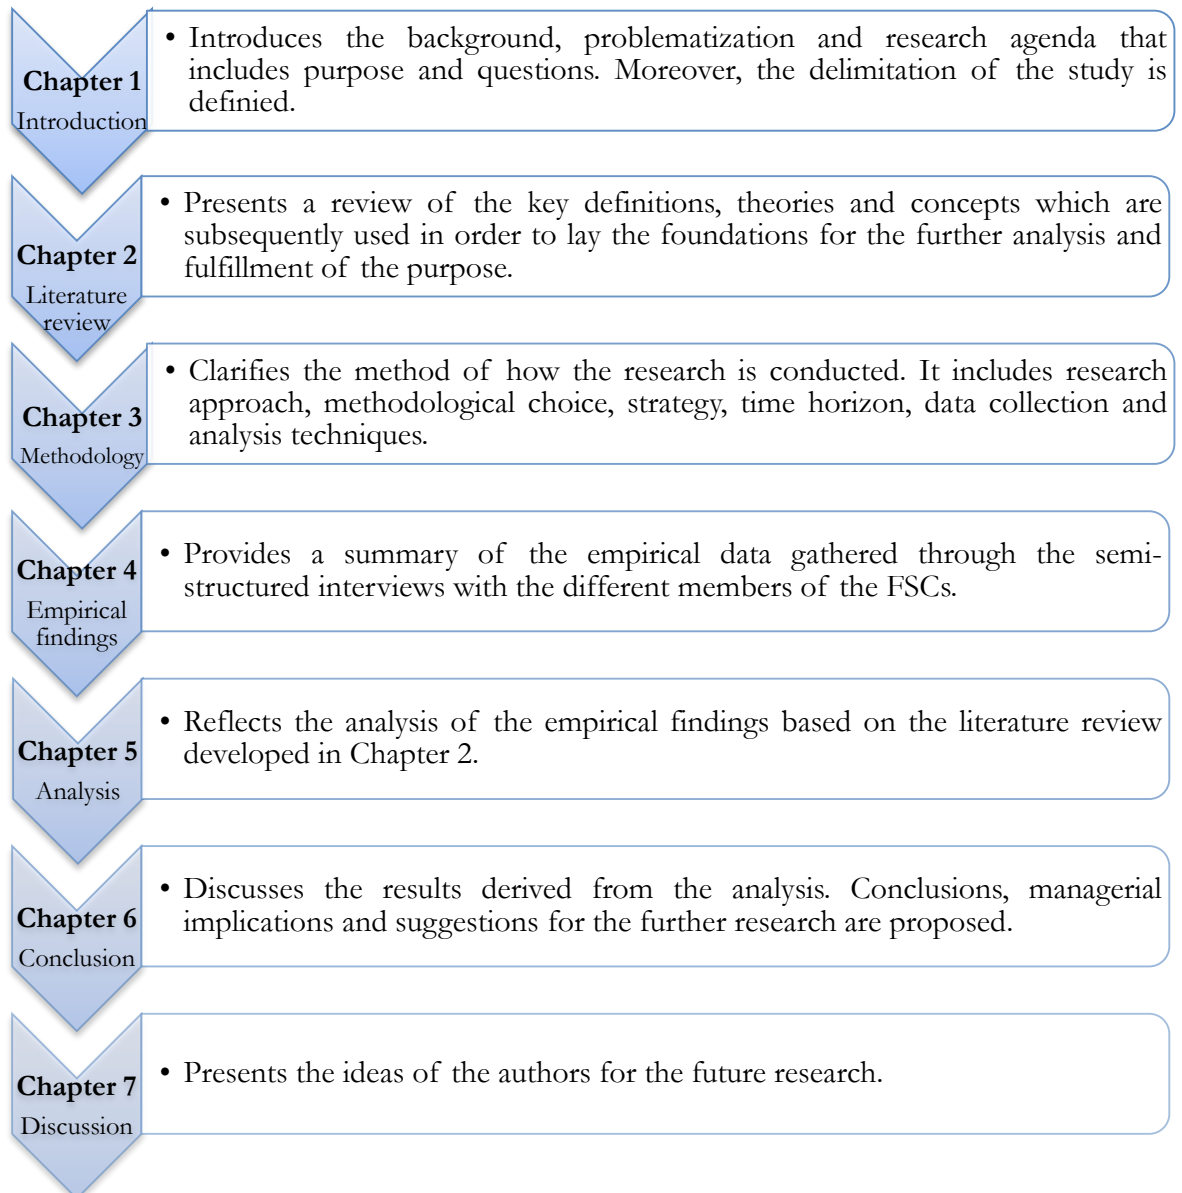 Chapter 1
Introduction
• Introduces the background, problematization and research agenda that
includes purpose and questions. Moreover, the delimitation of the study is
definied.
Chapter 2
Literature
review
• Presents a review of the key definitions, theories and concepts which are
subsequently used in order to lay the foundations for the further analysis and
fulfillment of the purpose.
Chapter 3
Methodology
• Clarifies the method of how the research is conducted. It includes research
approach, methodological choice, strategy, time horizon, data collection and
analysis techniques.
Chapter 4
Empirical
findings
• Provides a summary of the empirical data gathered through the semi-
structured interviews with the different members of the FSCs.
Chapter 5
Analysis
• Reflects the analysis of the empirical findings based on the literature review
developed in Chapter 2.
Chapter 6
Conclusion
• Discusses the results derived from the analysis. Conclusions, managerial
implications and suggestions for the further research are proposed.
Chapter 7
Discussion
• Presents the ideas of the authors for the future research.